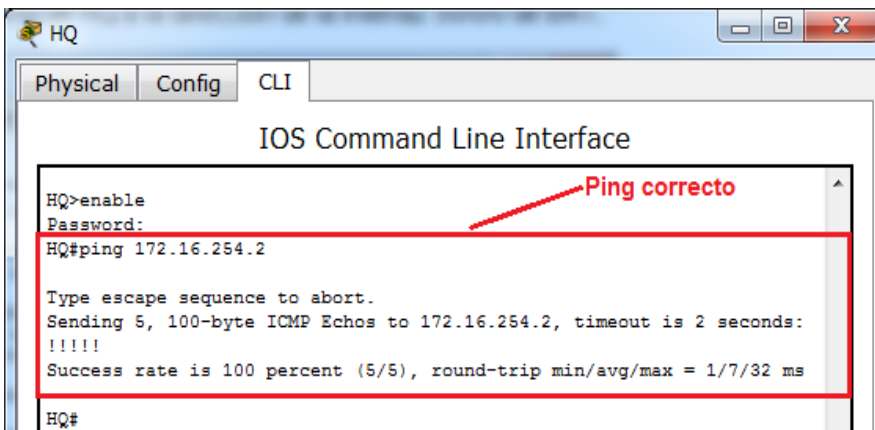 HQ
Physical Config CLI
IOS Command Line Interface
Ping correcto
HQ>enable
Password:
HQ#ping 172.16.254.2
Type escape sequence to abort.
Sending 5, 100-byte ICMP Echos to 172.16.254.2, timeout is 2 seconds:
!!!!!
Success rate is 100 percent (5/5), round-trip min/avg/max = 1/7/32 ms
HQ#